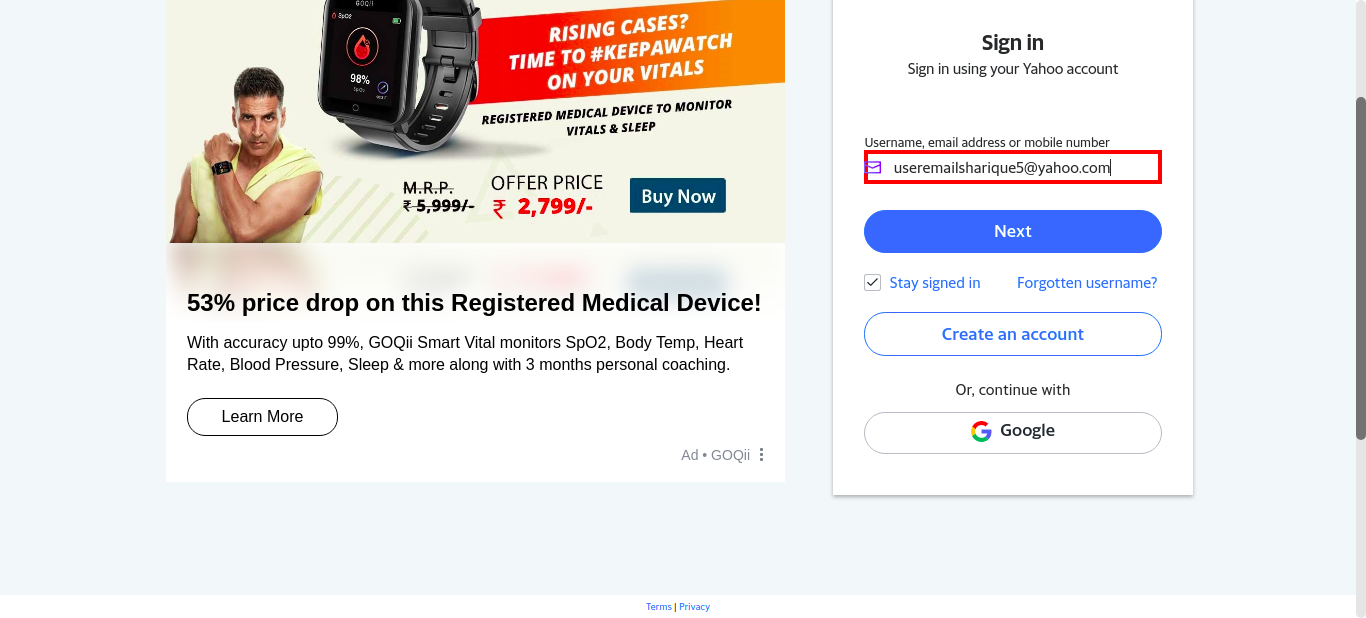 GOQii
SpO2
98%
SpO2
RISING CASES?
TIME TO #KEEPAWATCH
ON YOUR VITALS
REGISTERED MEDICAL DEVICE TO MONITOR
VITALS & SLEEP
M.R.P.
₹ 5,999/-
OFFER PRICE
₹ 2,799/-
Buy Now
53% price drop on this Registered Medical Device!
With accuracy upto 99%, GOQii Smart Vital monitors SpO2, Body Temp, Heart
Rate, Blood Pressure, Sleep & more along with 3 months personal coaching.
Learn More
Ad • GOQii
Sign in
Sign in using your Yahoo account
Username, email address or mobile number
useremailsharique5@yahoo.com
Next
Stay signed in
Forgotten username?
Create an account
Or, continue with
Google
Terms | Privacy